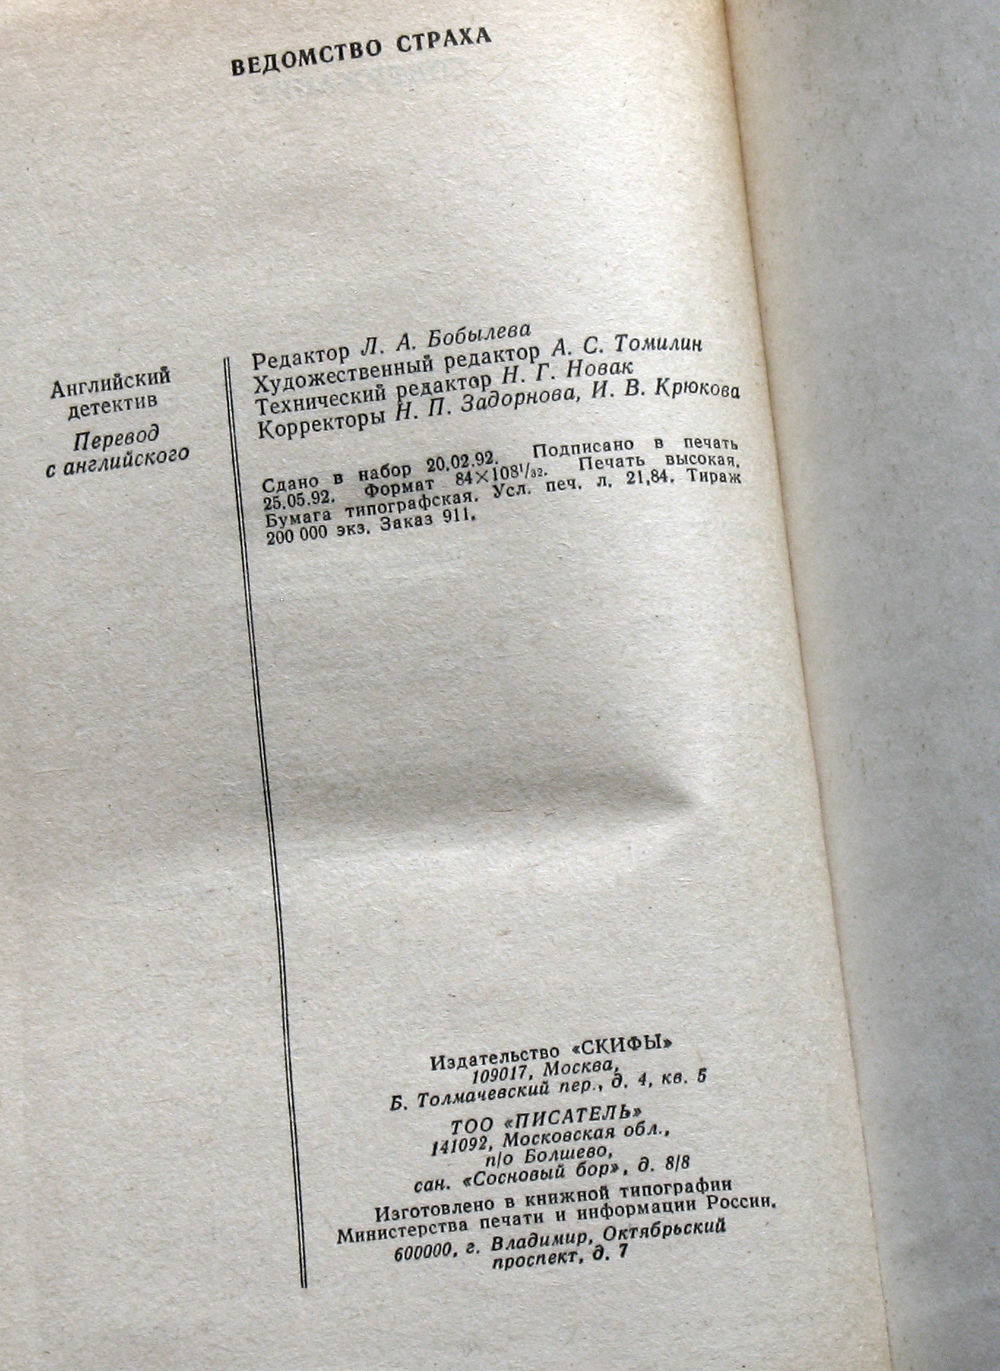 ВЕДОМСТВО СТРАХА
Английский
детектив
Перевод
с английского
Редактор Л. А. Бобылева
Художественный редактор А. С. Томилин
Технический редактор Н. Г. Новак
Корректоры Н. П. Задорнова, И. В. Крюкова
Сдано в набор 20.02.92. Подписано в печать
25.05.92. Формат 84×108¹/₃₂. Печать высокая.
Бумага типографская. Усл. печ. л. 21,84. Тираж
200 000 экз. Заказ 911.
Издательство «СКИФЫ»
109017, Москва,
Б. Толмачевский пер., д. 4, кв. 5
ТОО «ПИСАТЕЛЬ»
141092, Московская обл.,
п/о Болшево,
сан. «Сосновый бор», д. 8/8
Изготовлено в книжной типографии
Министерства печати и информации России.
600000, г. Владимир, Октябрьский
проспект, д. 7